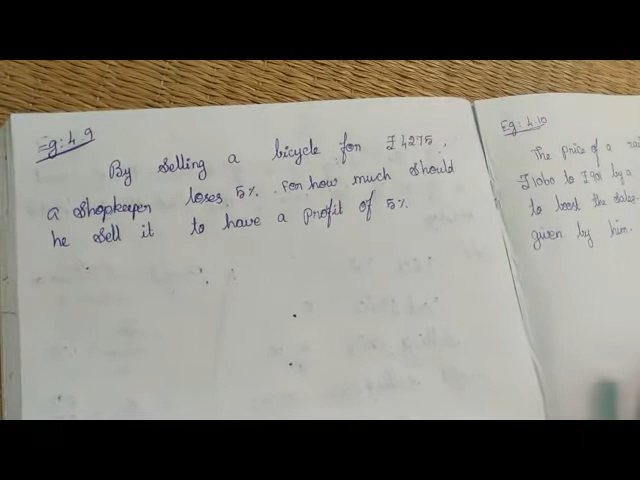 Eg: 4.9
By selling a bicycle for ₹4275,
a shopkeeper loses 5%. For how much should
he sell it to have a profit of 5%.
Eg: 4.10
The price of a
₹1060 to ₹901 by a
to boost the sales.
given by him.